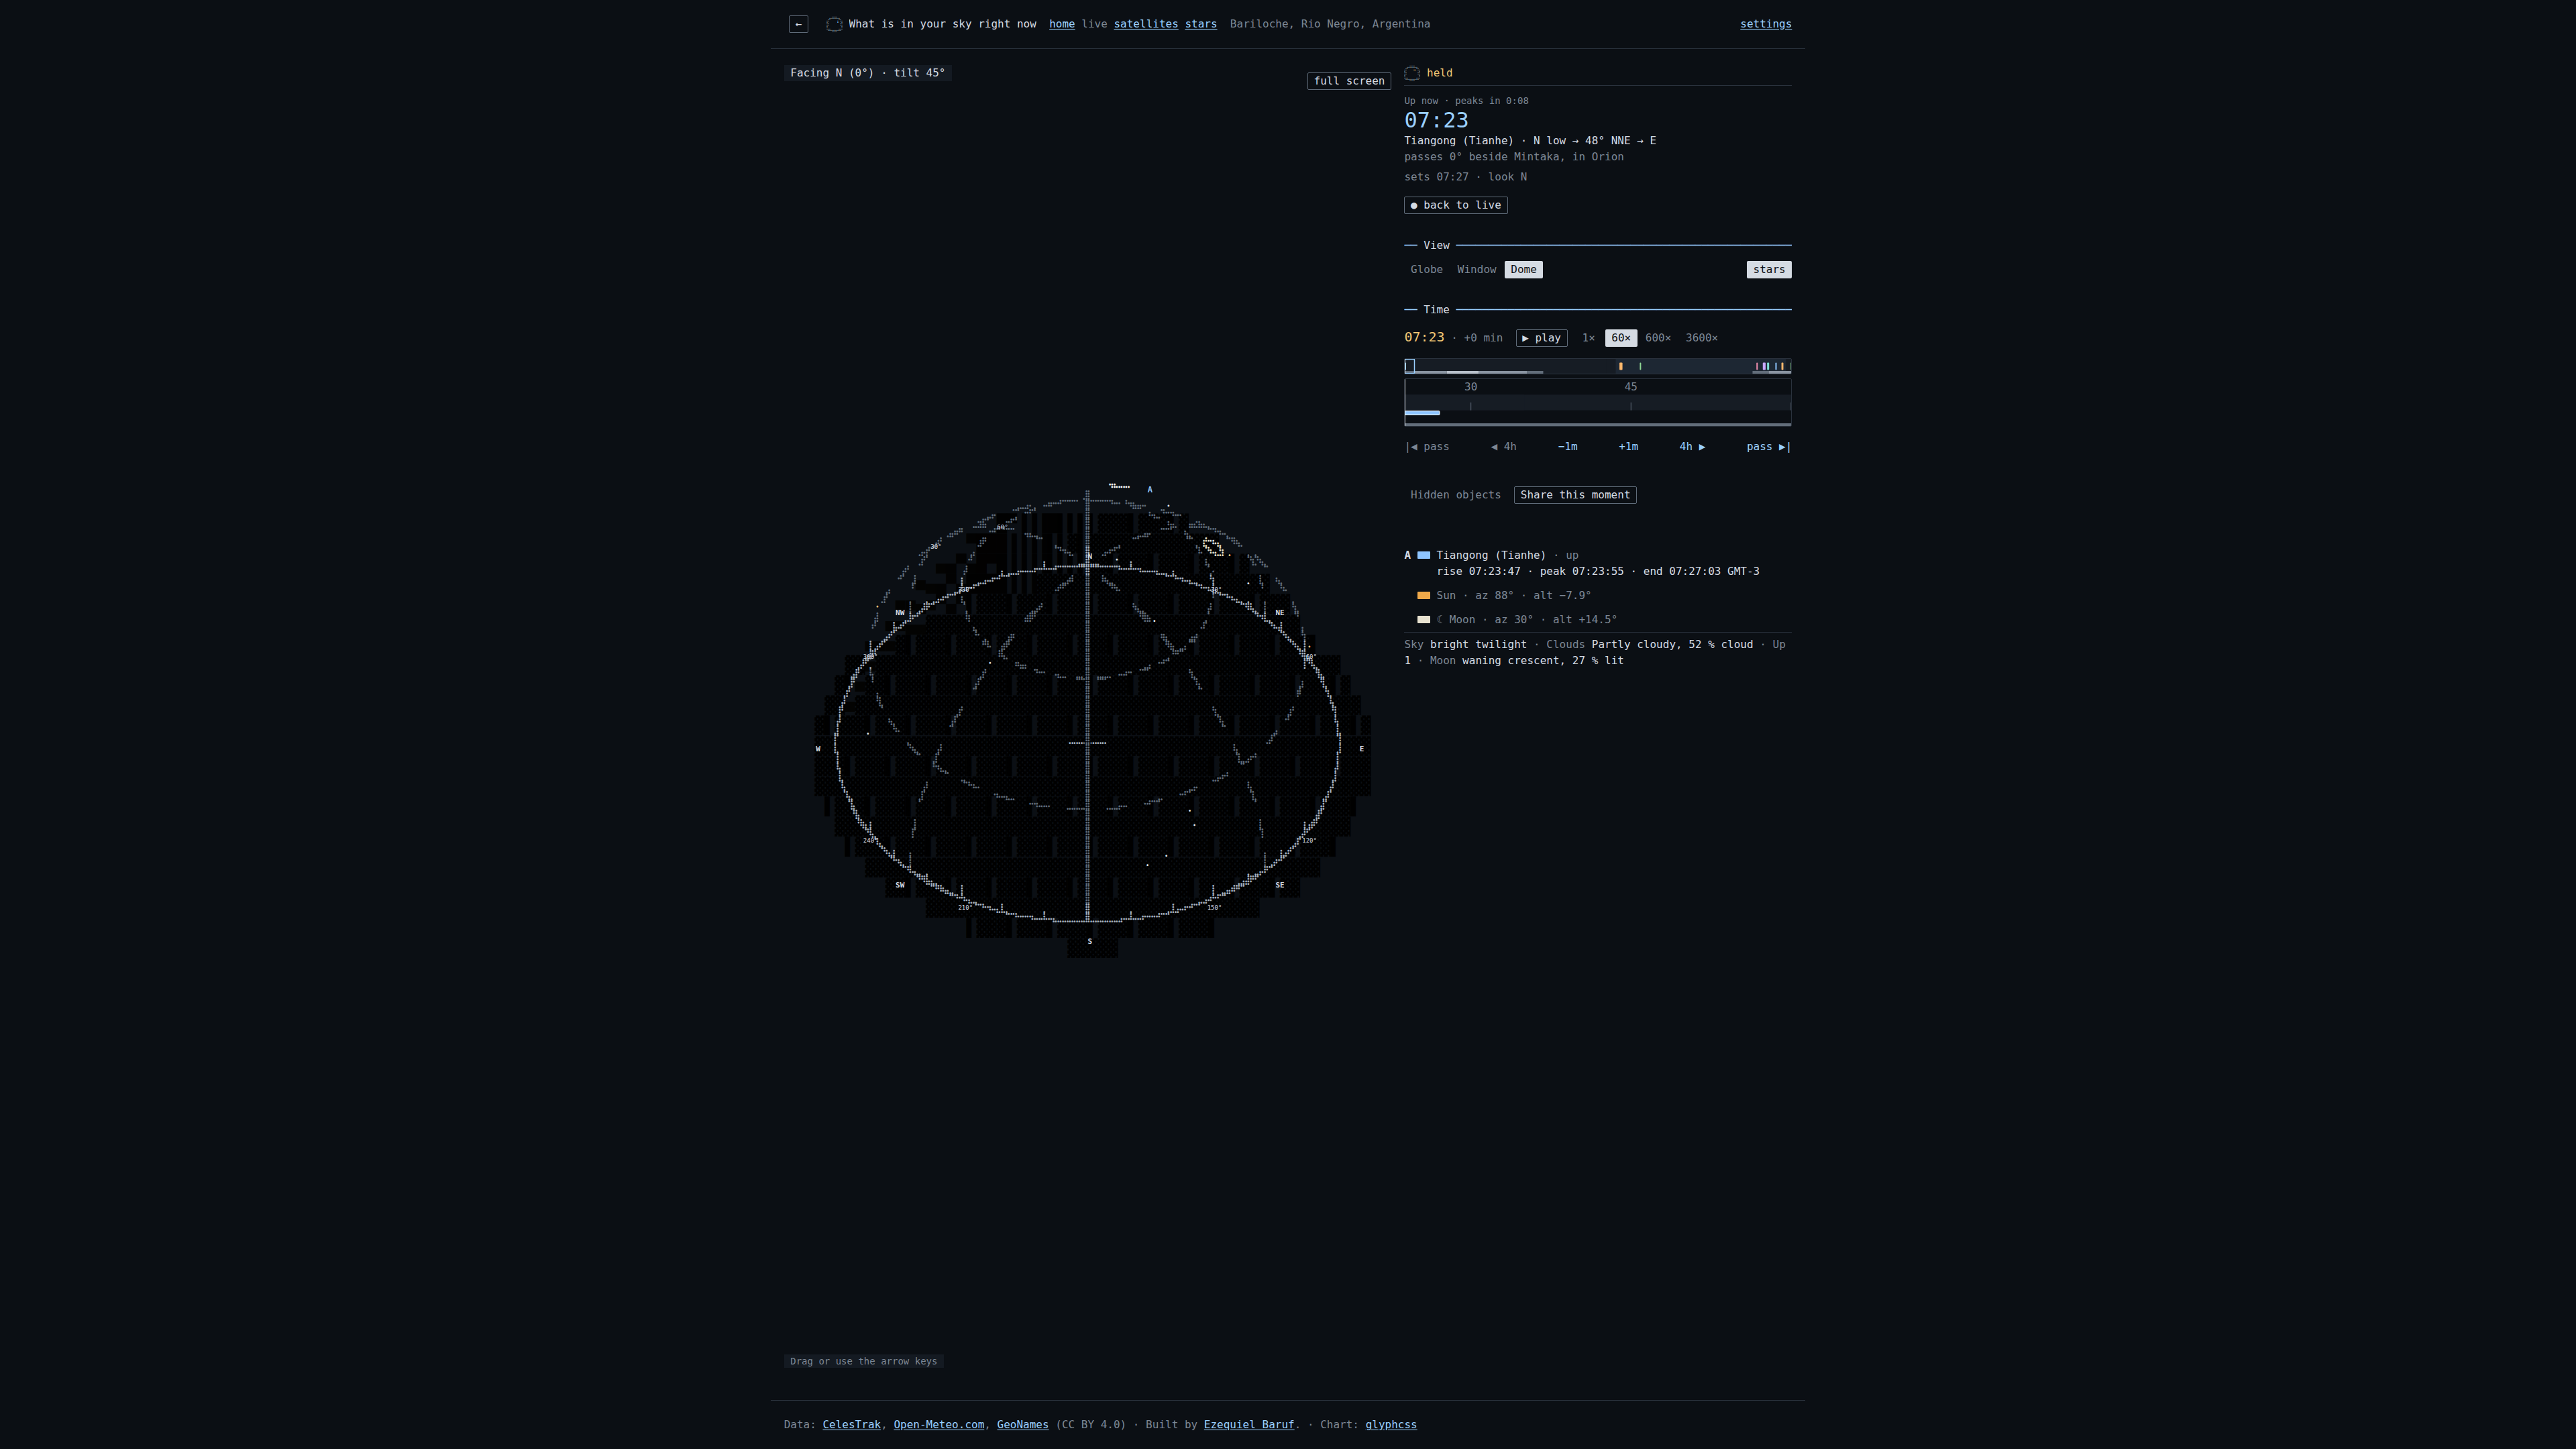 ← What is in your sky right now home live satellites stars Bariloche, Rio Negro, Argentina settings
Facing N (0°) · tilt 45°
full screen
held
Up now · peaks in 0:08
07:23
Tiangong (Tianhe) · N low → 48° NNE → E
passes 0° beside Mintaka, in Orion
sets 07:27 · look N
● back to live
View
Globe Window Dome stars
Time
07:23 · +0 min ▶ play 1× 60× 600× 3600×
30 45
|◀ pass ◀ 4h −1m +1m 4h ▶ pass ▶|
Hidden objects Share this moment
A Tiangong (Tianhe) · up
rise 07:23:47 · peak 07:23:55 · end 07:27:03 GMT-3
Sun · az 88° · alt −7.9°
☾ Moon · az 30° · alt +14.5°
Sky bright twilight · Clouds Partly cloudy, 52 % cloud · Up
1 · Moon waning crescent, 27 % lit
A
N
NW
NE
W
E
240°
120°
SW
SE
210°
150°
S
Drag or use the arrow keys
Data: CelesTrak, Open-Meteo.com, GeoNames (CC BY 4.0) · Built by Ezequiel Baruf. · Chart: glyphcss